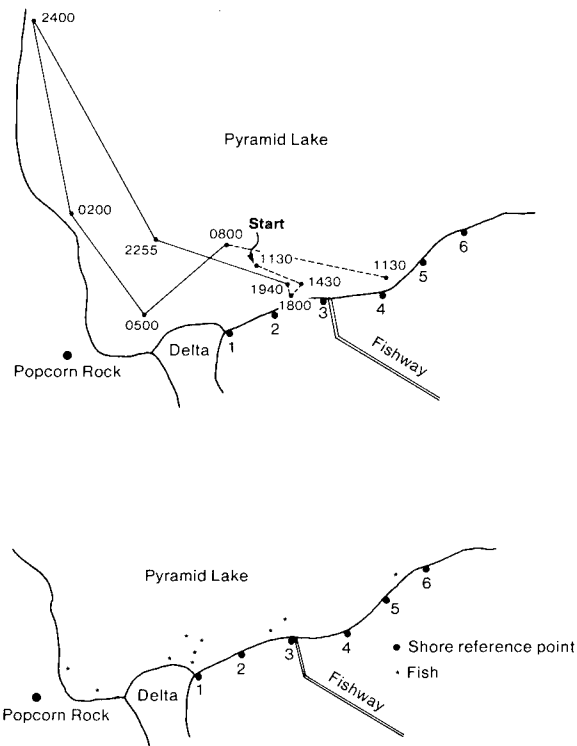 2400
Pyramid Lake
0200
2255
0800
Start
1130
1130
1940
1430
1800
0500
6
5
4
3
2
1
Delta
Popcorn Rock
Fishway
Pyramid Lake
6
5
4
3
2
1
Shore reference point
Fish
Delta
Popcorn Rock
Fishway